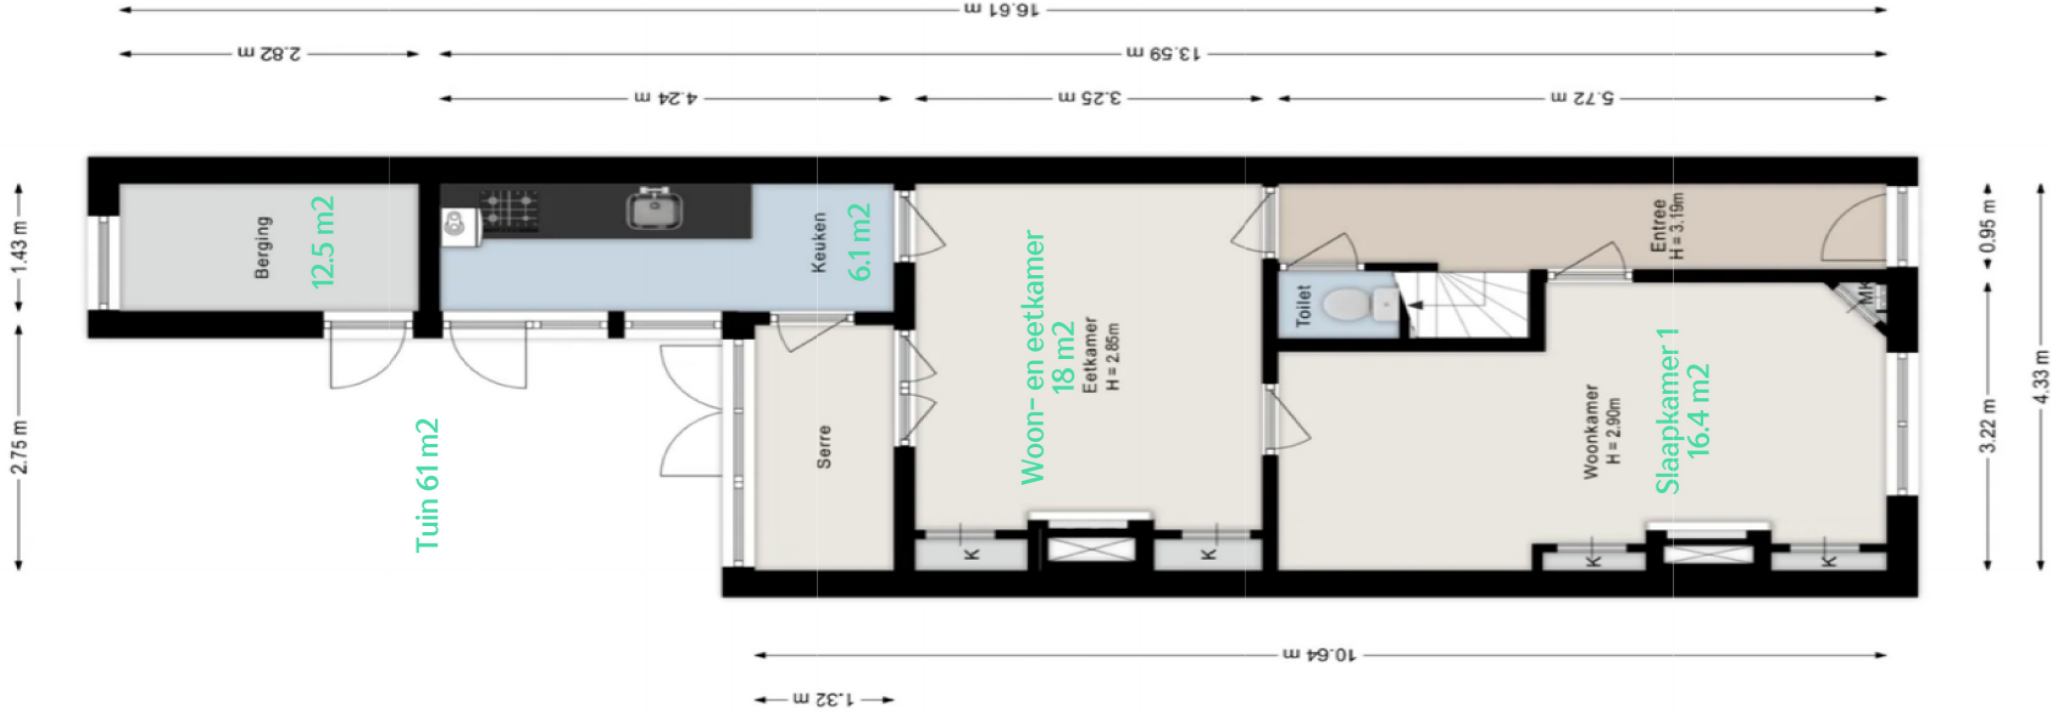 16.61 m
2.82 m
13.59 m
4.24 m
3.25 m
5.72 m
1.43 m
2.75 m
Berging
12.5 m2
Keuken
6.1 m2
Tuin 61 m2
Serre
Woon- en eetkamer
18 m2
Eetkamer
H = 2.85m
K
K
Entree
H = 3.19m
Toilet
MK
Woonkamer
H = 2.90m
Slaapkamer 1
16.4 m2
K
K
0.95 m
3.22 m
4.33 m
10.64 m
1.32 m